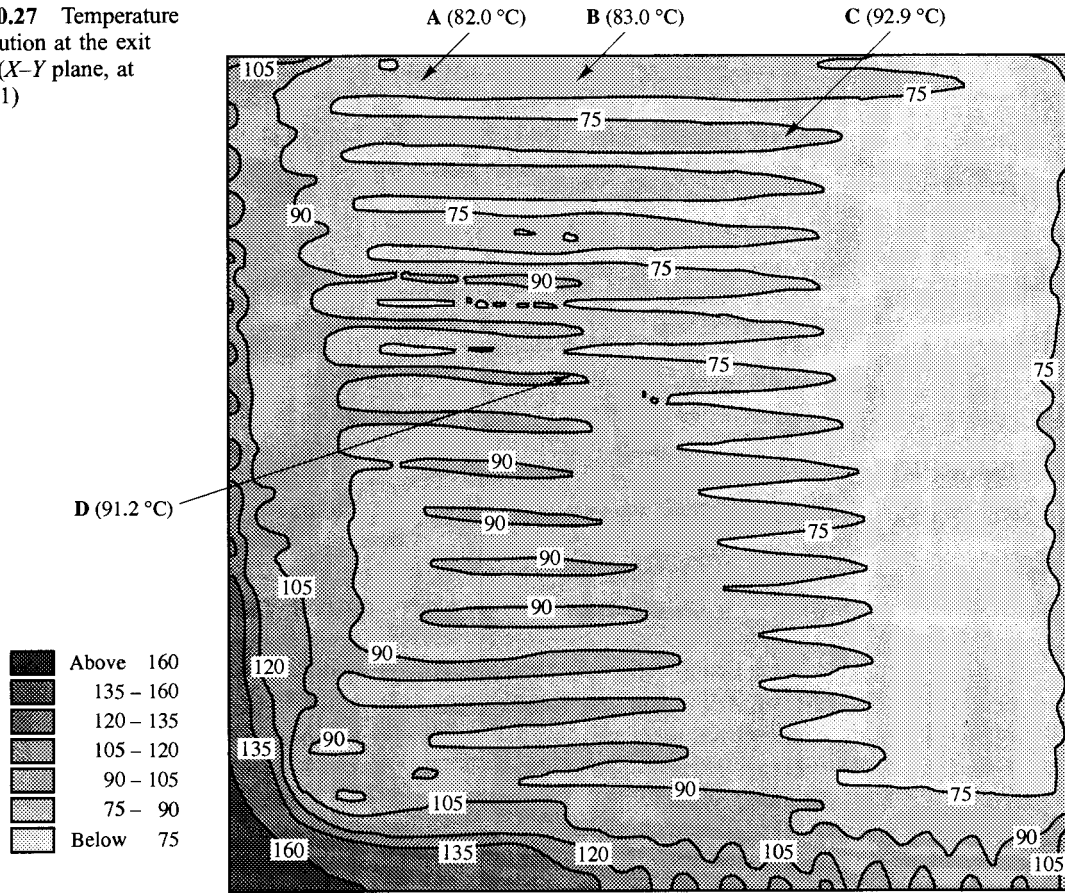 0.27 Temperature
ution at the exit
(X–Y plane, at
1)
A (82.0 °C)
B (83.0 °C)
C (92.9 °C)
105
75
75
90
75
75
90
75
75
90
D (91.2 °C)
90
75
90
105
90
90
120
135
90
90
75
105
90
105
90
160
135
120
105
Above 160
135 – 160
120 – 135
105 – 120
90 – 105
75 – 90
Below 75